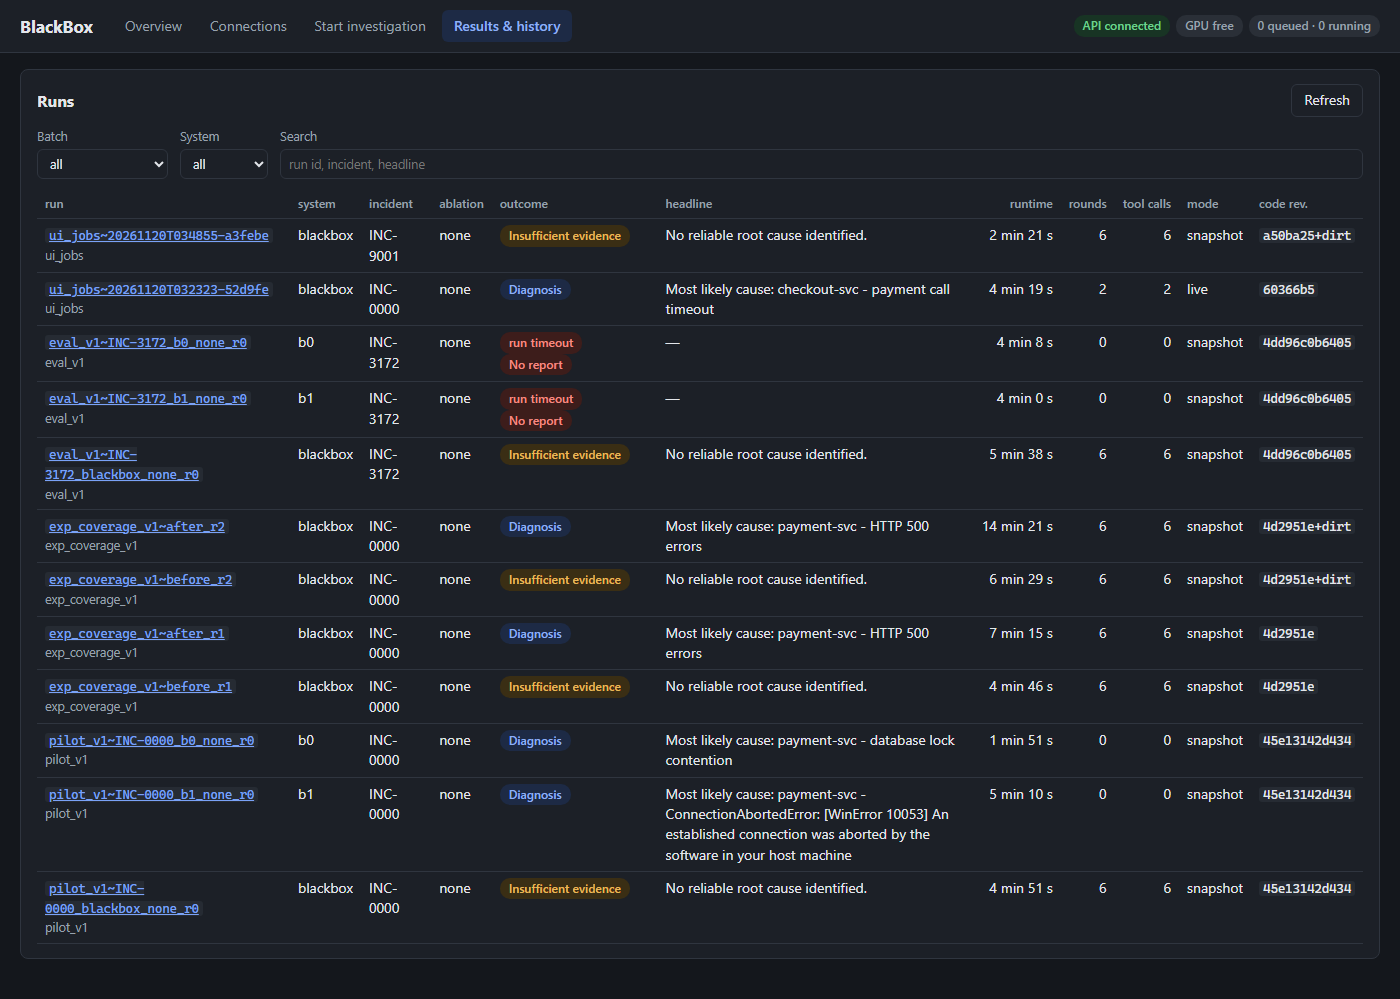 BlackBox Overview Connections Start investigation Results & history API connected GPU free 0 queued · 0 running
Runs Refresh
Batch System Search
all all run id, incident, headline
run system incident ablation outcome headline runtime rounds tool calls mode code rev.
ui_jobs~20261120T034855-a3febe blackbox INC- none Insufficient evidence No reliable root cause identified. 2 min 21 s 6 6 snapshot a50ba25+dirt
ui_jobs 9001
ui_jobs~20261120T032323-52d9fe blackbox INC- none Diagnosis Most likely cause: checkout-svc - payment call 4 min 19 s 2 2 live 60366b5
ui_jobs 0000 timeout
eval_v1~INC-3172_b0_none_r0 b0 INC- none run timeout — 4 min 8 s 0 0 snapshot 4dd96c0b6405
eval_v1 3172 No report
eval_v1~INC-3172_b1_none_r0 b1 INC- none run timeout — 4 min 0 s 0 0 snapshot 4dd96c0b6405
eval_v1 3172 No report
eval_v1~INC- blackbox INC- none Insufficient evidence No reliable root cause identified. 5 min 38 s 6 6 snapshot 4dd96c0b6405
3172_blackbox_none_r0 3172
eval_v1
exp_coverage_v1~after_r2 blackbox INC- none Diagnosis Most likely cause: payment-svc - HTTP 500 14 min 21 s 6 6 snapshot 4d2951e+dirt
exp_coverage_v1 0000 errors
exp_coverage_v1~before_r2 blackbox INC- none Insufficient evidence No reliable root cause identified. 6 min 29 s 6 6 snapshot 4d2951e+dirt
exp_coverage_v1 0000
exp_coverage_v1~after_r1 blackbox INC- none Diagnosis Most likely cause: payment-svc - HTTP 500 7 min 15 s 6 6 snapshot 4d2951e
exp_coverage_v1 0000 errors
exp_coverage_v1~before_r1 blackbox INC- none Insufficient evidence No reliable root cause identified. 4 min 46 s 6 6 snapshot 4d2951e
exp_coverage_v1 0000
pilot_v1~INC-0000_b0_none_r0 b0 INC- none Diagnosis Most likely cause: payment-svc - database lock 1 min 51 s 0 0 snapshot 45e13142d434
pilot_v1 0000 contention
pilot_v1~INC-0000_b1_none_r0 b1 INC- none Diagnosis Most likely cause: payment-svc - 5 min 10 s 0 0 snapshot 45e13142d434
pilot_v1 0000 ConnectionAbortedError: [WinError 10053] An
established connection was aborted by the
software in your host machine
pilot_v1~INC- blackbox INC- none Insufficient evidence No reliable root cause identified. 4 min 51 s 6 6 snapshot 45e13142d434
0000_blackbox_none_r0 0000
pilot_v1